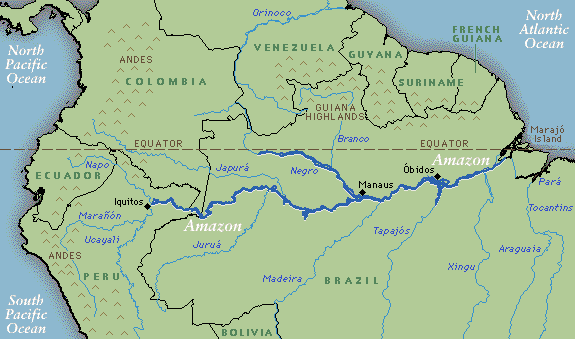 Orinoco
North
Atlantic
Ocean
North
Pacific
Ocean
FRENCH
GUIANA
VENEZUELA
GUYANA
ANDES
COLOMBIA
SURINAME
GUIANA
HIGHLANDS
Marajó
Island
Branco
EQUATOR
EQUATOR
Napo
Japurá
Negro
Óbidos
Amazon
ECUADOR
Manaus
Pará
Iquitos
Tocantins
Marañón
Amazon
Tapajós
Ucayali
Juruá
Araguaia
ANDES
Xingu
PERU
Madeira
BRAZIL
South
Pacific
Ocean
BOLIVIA